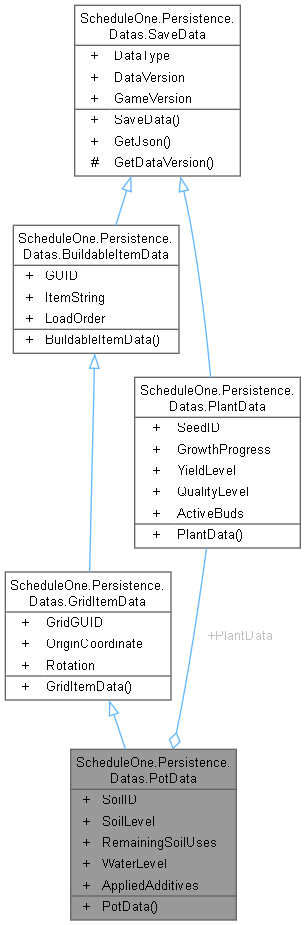 ScheduleOne.Persistence.
Datas.SaveData
+ DataType
+ DataVersion
+ GameVersion
+ SaveData()
+ GetJson()
# GetDataVersion()
ScheduleOne.Persistence.
Datas.BuildableItemData
+ GUID
+ ItemString
+ LoadOrder
+ BuildableItemData()
ScheduleOne.Persistence.
Datas.PlantData
+ SeedID
+ GrowthProgress
+ YieldLevel
+ QualityLevel
+ ActiveBuds
+ PlantData()
ScheduleOne.Persistence.
Datas.GridItemData
+ GridGUID
+ OriginCoordinate
+ Rotation
+ GridItemData()
+PlantData
ScheduleOne.Persistence.
Datas.PotData
+ SoilID
+ SoilLevel
+ RemainingSoilUses
+ WaterLevel
+ AppliedAdditives
+ PotData()